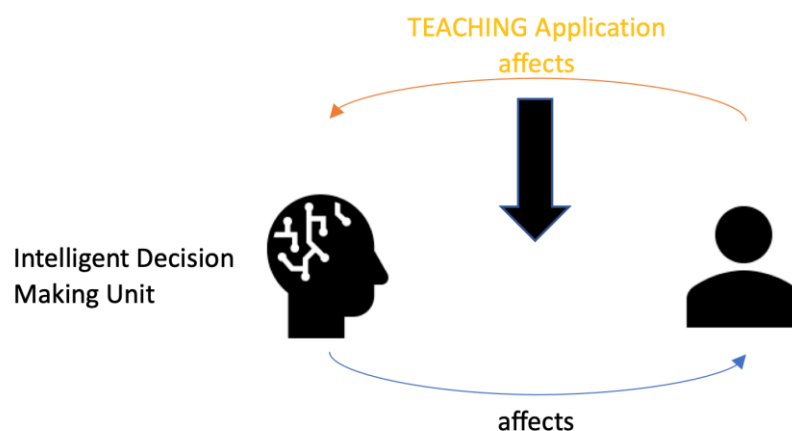 TEACHING Application
affects
Intelligent Decision
Making Unit
affects